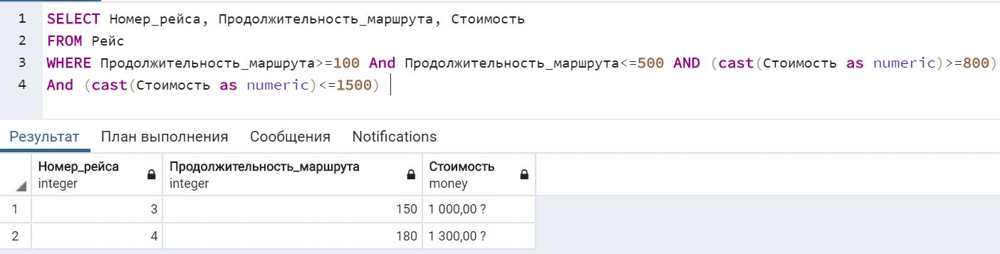 1 SELECT Номер_рейса, Продолжительность_маршрута, Стоимость
2 FROM Рейс
3 WHERE Продолжительность_маршрута>=100 And Продолжительность_маршрута<=500 AND (cast(Стоимость as numeric)>=800)
4 And (cast(Стоимость as numeric)<=1500)
Результат План выполнения Сообщения Notifications
Номер_рейса Продолжительность_маршрута Стоимость
integer integer money
1 3 150 1 000,00 ?
2 4 180 1 300,00 ?